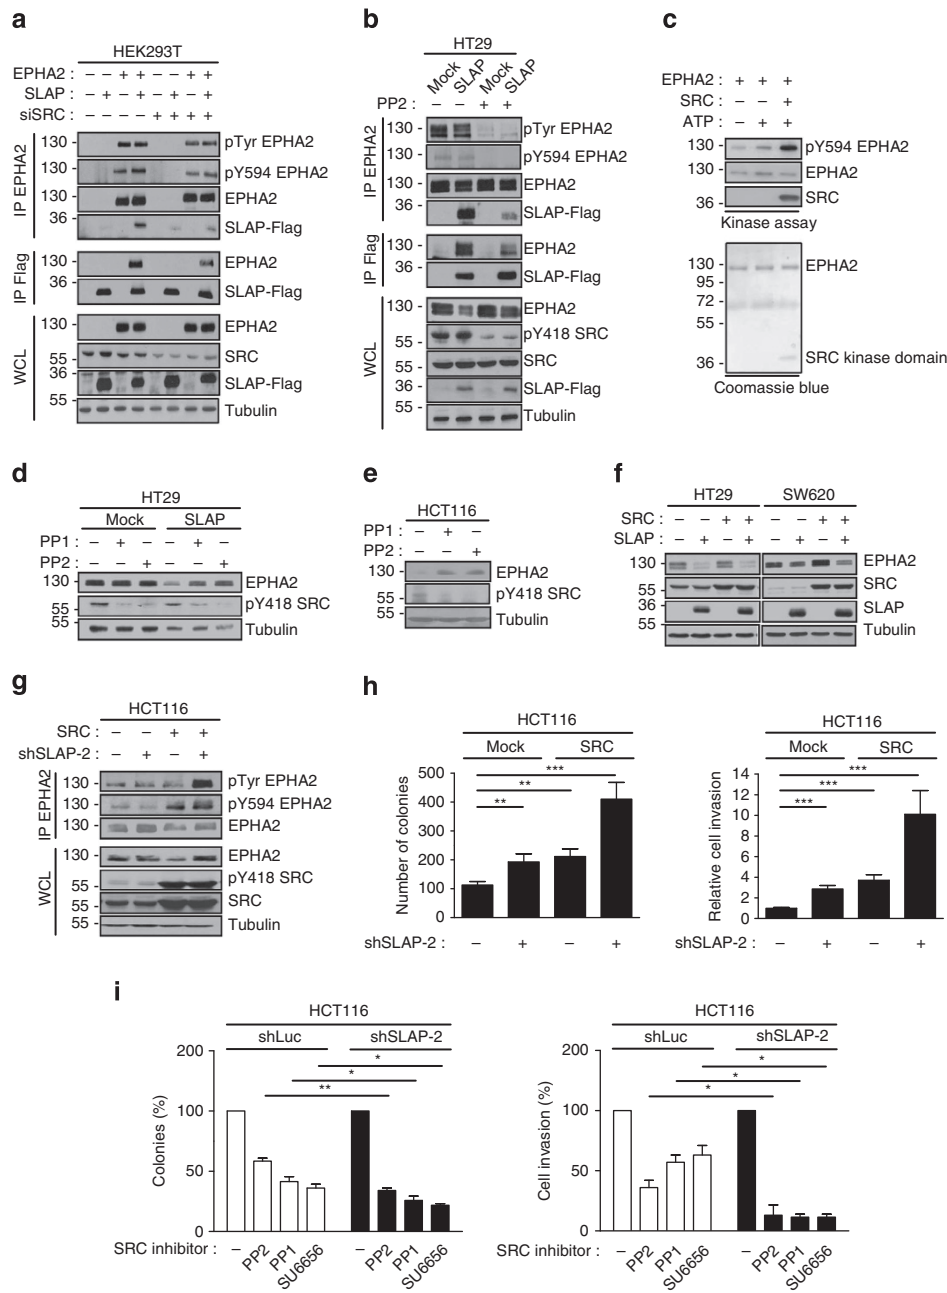 a
HEK293T
EPHA2 : – – + + – – + +
SLAP : – + – + – + – +
siSRC : – – – – + + + +
IP EPHA2
130 - pTyr EPHA2
130 - pY594 EPHA2
130 - EPHA2
36 - SLAP-Flag
IP Flag
130 - EPHA2
36 - SLAP-Flag
WCL
130 - EPHA2
55 - SRC
36 - SLAP-Flag
55 - Tubulin
b
HT29
Mock SLAP Mock SLAP
PP2 : – – + +
IP EPHA2
130 - pTyr EPHA2
130 - pY594 EPHA2
130 - EPHA2
36 - SLAP-Flag
IP Flag
130 - EPHA2
36 - SLAP-Flag
WCL
130 - EPHA2
pY418 SRC
55 - SRC
36 - SLAP-Flag
55 - Tubulin
c
EPHA2 : + + +
SRC : – – +
ATP : – + +
130 - pY594 EPHA2
130 - EPHA2
36 - SRC
Kinase assay
130 - EPHA2
95 -
72 -
55 -
36 - SRC kinase domain
Coomassie blue
d
HT29
Mock SLAP
PP1 : – + – – + –
PP2 : – – + – – +
130 - EPHA2
55 - pY418 SRC
55 - Tubulin
e
HCT116
PP1 : – + –
PP2 : – – +
130 - EPHA2
55 - pY418 SRC
55 - Tubulin
f
HT29 SW620
SRC : – – + + – – + +
SLAP : – + – + – + – +
130 - EPHA2
55 - SRC
36 - SLAP
55 - Tubulin
g
HCT116
SRC : – – + +
shSLAP-2 : – + – +
IP EPHA2
130 - pTyr EPHA2
130 - pY594 EPHA2
130 - EPHA2
WCL
130 - EPHA2
55 - pY418 SRC
55 - SRC
55 - Tubulin
h
HCT116
Mock SRC
Number of colonies
500
400
300
200
100
0
***
**
**
shSLAP-2 : – + – +
HCT116
Mock SRC
Relative cell invasion
14
12
10
8
6
4
2
0
***
***
***
shSLAP-2 : – + – +
i
HCT116
shLuc shSLAP-2
Colonies (%)
200
100
50
0
*
*
**
SRC inhibitor : – PP2 PP1 SU6656 – PP2 PP1 SU6656
HCT116
shLuc shSLAP-2
Cell invasion (%)
200
100
50
0
*
*
*
SRC inhibitor : – PP2 PP1 SU6656 – PP2 PP1 SU6656